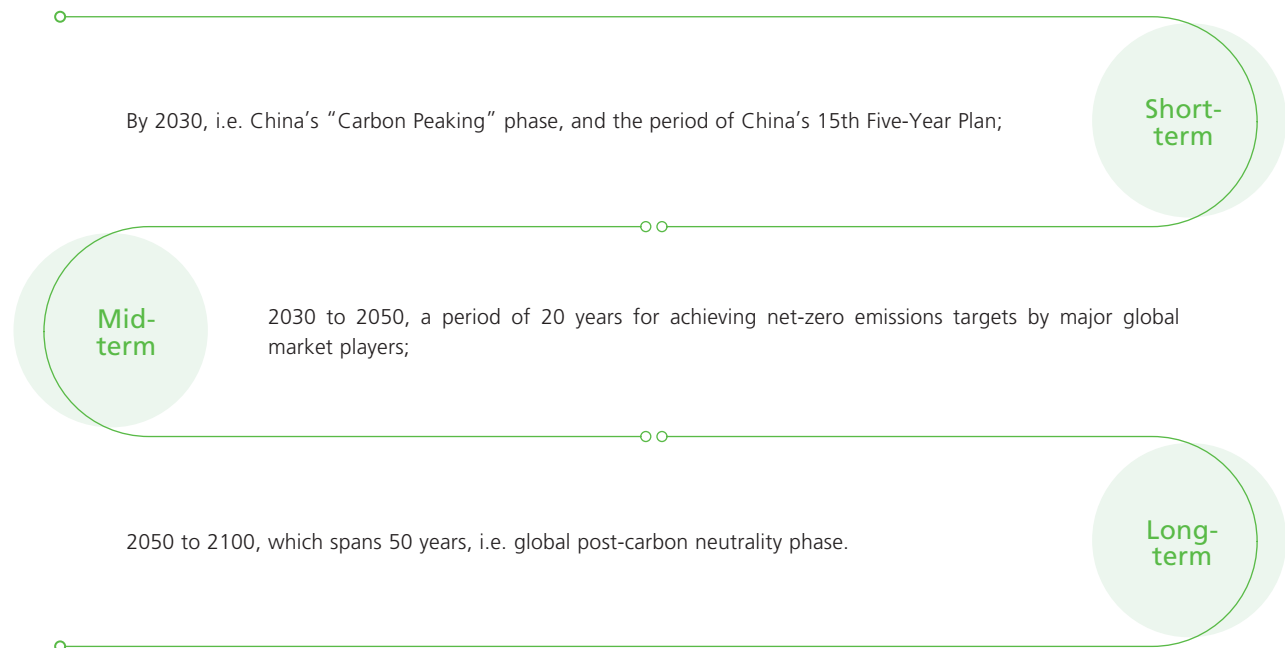 By 2030, i.e. China’s “Carbon Peaking” phase, and the period of China’s 15th Five-Year Plan;
Short-
term
Mid-
term
2030 to 2050, a period of 20 years for achieving net-zero emissions targets by major global
market players;
2050 to 2100, which spans 50 years, i.e. global post-carbon neutrality phase.
Long-
term